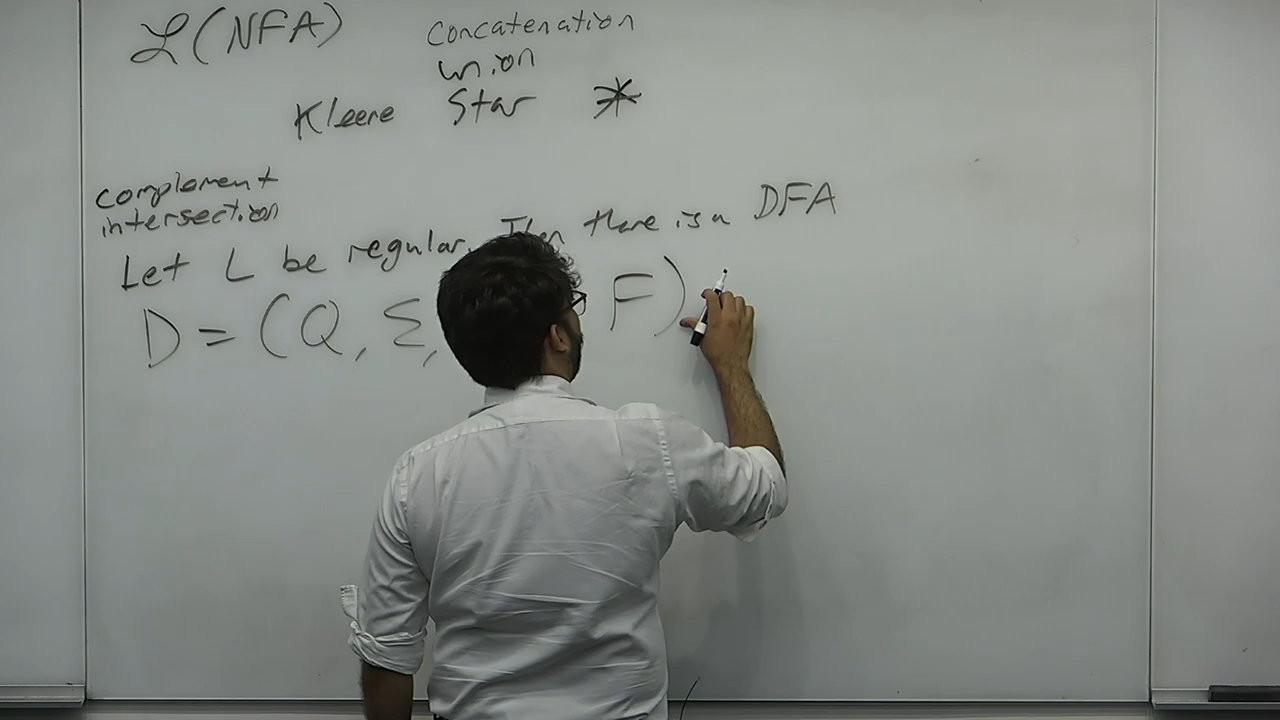 ℒ(NFA)
concatenation
union
Kleene Star *
complement
intersection
Let L be regular. Then there is a DFA
D = (Q, Σ, F)